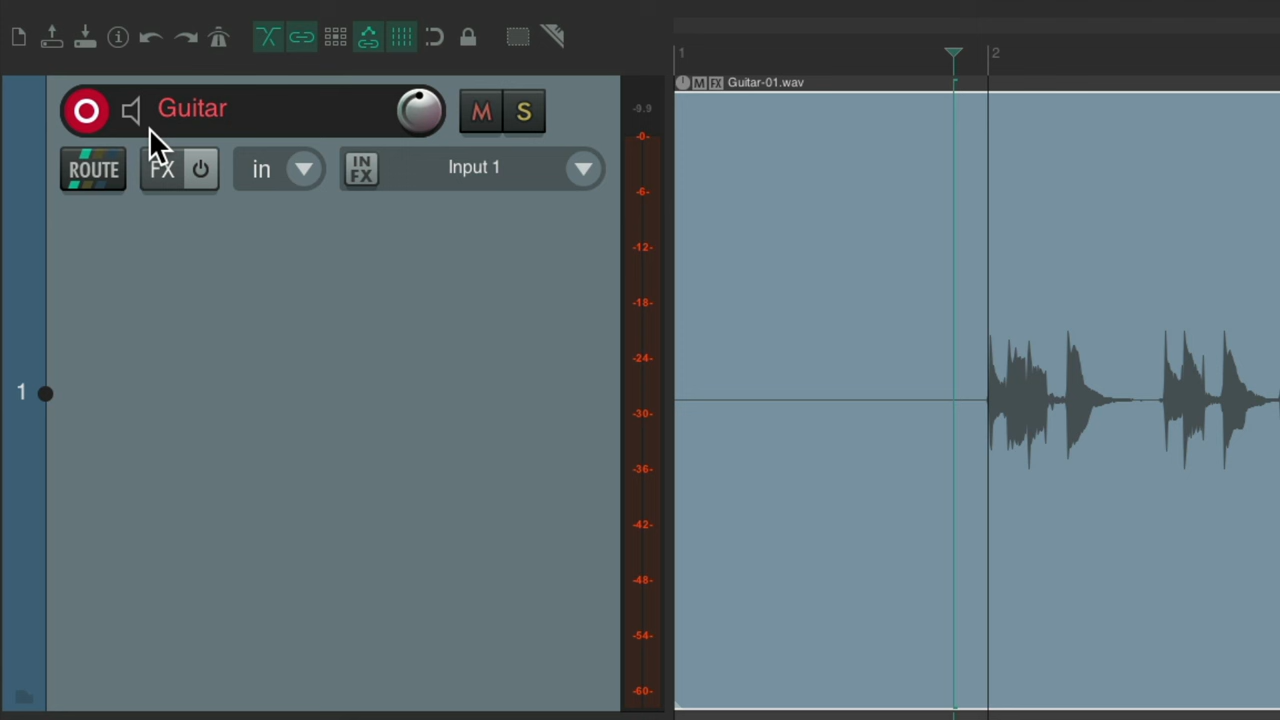 1
2
M FX Guitar-01.wav
Guitar
M
S
-9.9
ROUTE
FX
in
IN FX
Input 1
-0-
-6-
-12-
-18-
-24-
-30-
-36-
-42-
-48-
-54-
-60-
1